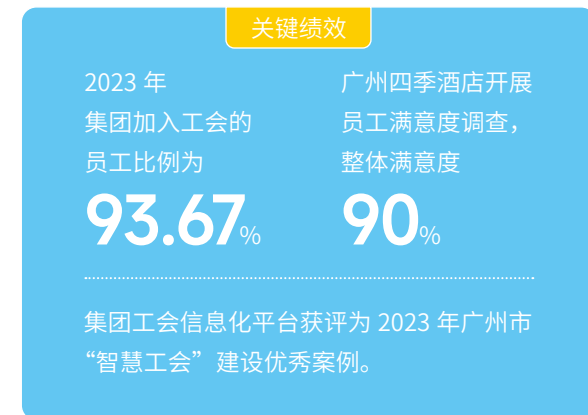 关键绩效
2023 年
集团加入工会的
员工比例为
93.67%
广州四季酒店开展
员工满意度调查，
整体满意度
90%
集团工会信息化平台获评为 2023 年广州市
“智慧工会”建设优秀案例。